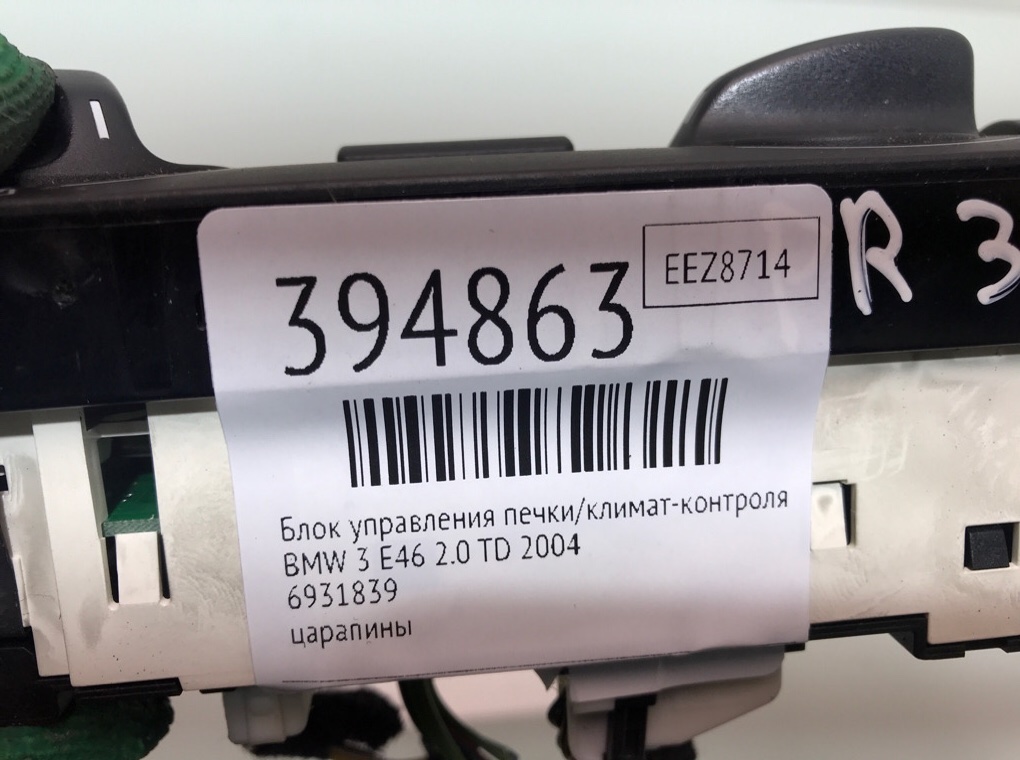 394863
EEZ8714
R 3
Блок управления печки/климат-контроля
BMW 3 E46 2.0 TD 2004
6931839
царапины